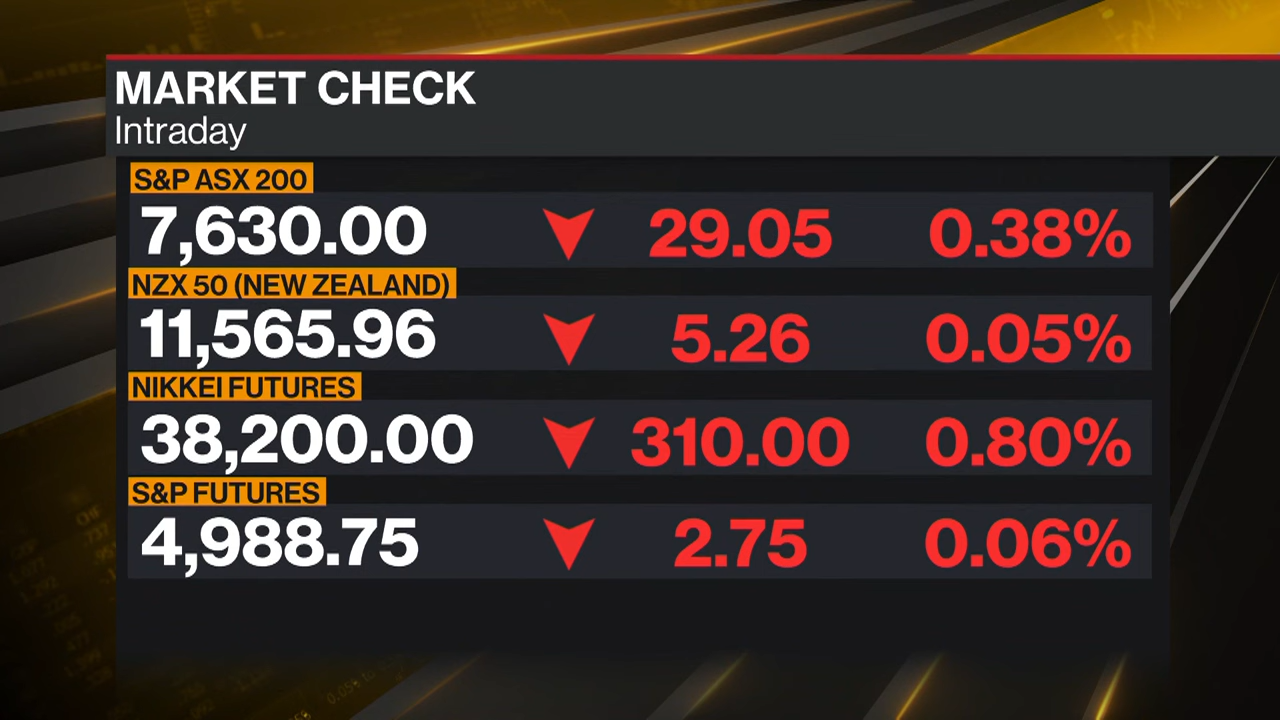 MARKET CHECK
Intraday
S&P ASX 200
7,630.00 29.05 0.38%
NZX 50 (NEW ZEALAND)
11,565.96 5.26 0.05%
NIKKEI FUTURES
38,200.00 310.00 0.80%
S&P FUTURES
4,988.75 2.75 0.06%